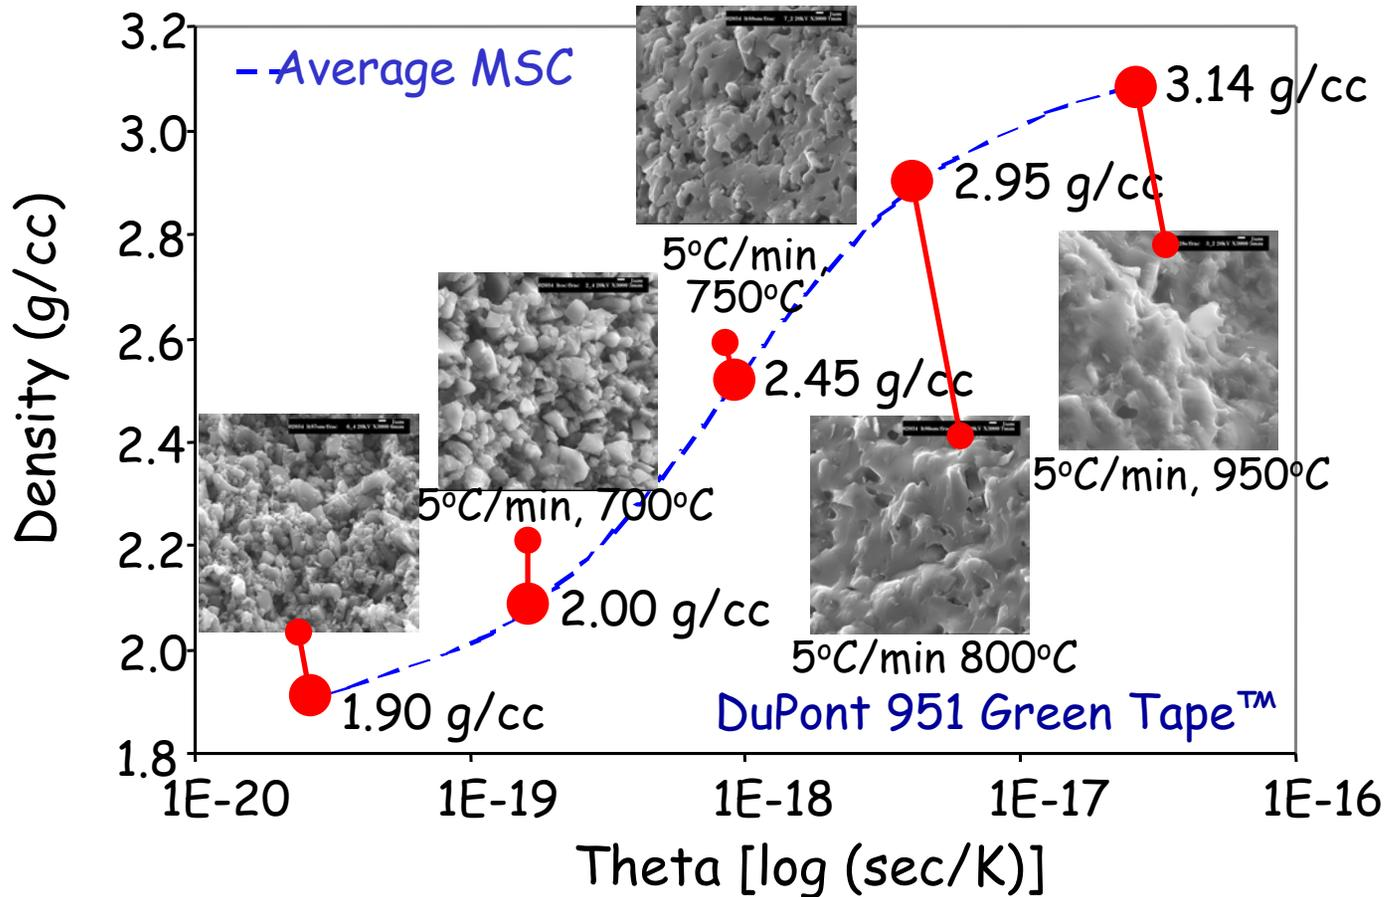 3.2
3.0
2.8
2.6
2.4
2.2
2.0
1.8
Density (g/cc)
Average MSC
3.14 g/cc
2.95 g/cc
5°C/min,
750°C
2.45 g/cc
5°C/min, 950°C
5°C/min, 700°C
2.00 g/cc
5°C/min 800°C
1.90 g/cc
DuPont 951 Green Tape™
1E-20 1E-19 1E-18 1E-17 1E-16
Theta [log (sec/K)]